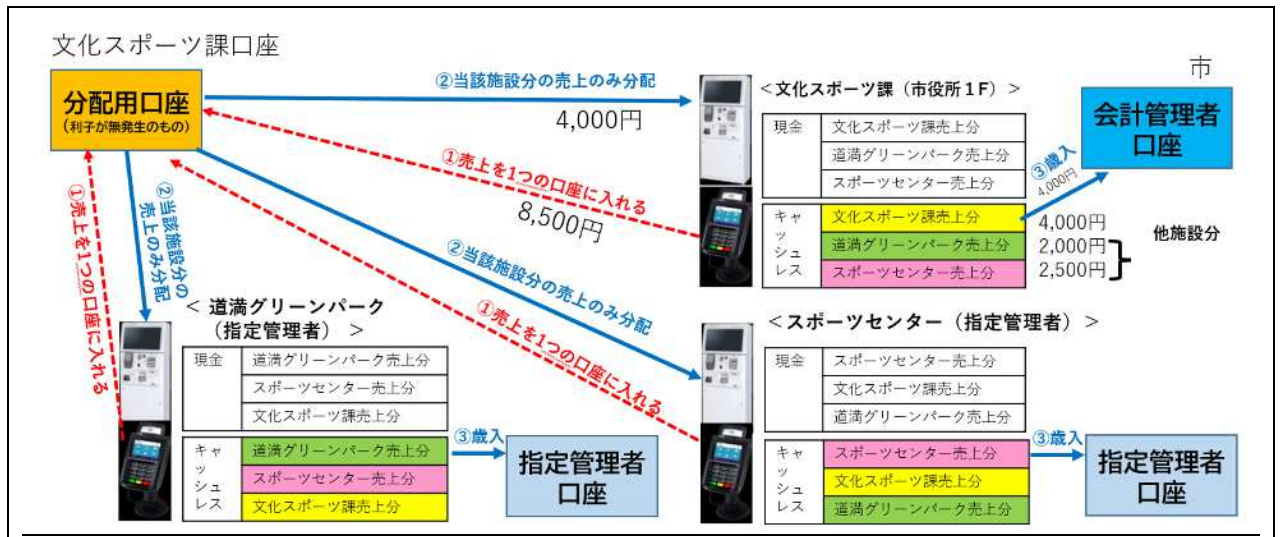 文化スポーツ課口座
市
分配用口座
(利子が無発生のもの)
②当該施設分の売上のみ分配
4,000円
①売上を1つの口座に入れる
8,500円
<文化スポーツ課（市役所１F）>
現金
文化スポーツ課売上分
道満グリーンパーク売上分
スポーツセンター売上分
キャッシュレス
文化スポーツ課売上分
道満グリーンパーク売上分
スポーツセンター売上分
③歳入
4,000円
会計管理者
口座
4,000円
2,000円
2,500円
他施設分
①売上を1つの口座に入れる
②当該施設分の
売上のみ分配
②当該施設分の売上のみ分配
①売上を1つの口座に入れる
< 道満グリーンパーク
（指定管理者） >
現金
道満グリーンパーク売上分
スポーツセンター売上分
文化スポーツ課売上分
キャッシュレス
道満グリーンパーク売上分
スポーツセンター売上分
文化スポーツ課売上分
③歳入
指定管理者
口座
<スポーツセンター（指定管理者）>
現金
スポーツセンター売上分
文化スポーツ課売上分
道満グリーンパーク売上分
キャッシュレス
スポーツセンター売上分
文化スポーツ課売上分
道満グリーンパーク売上分
③歳入
指定管理者
口座